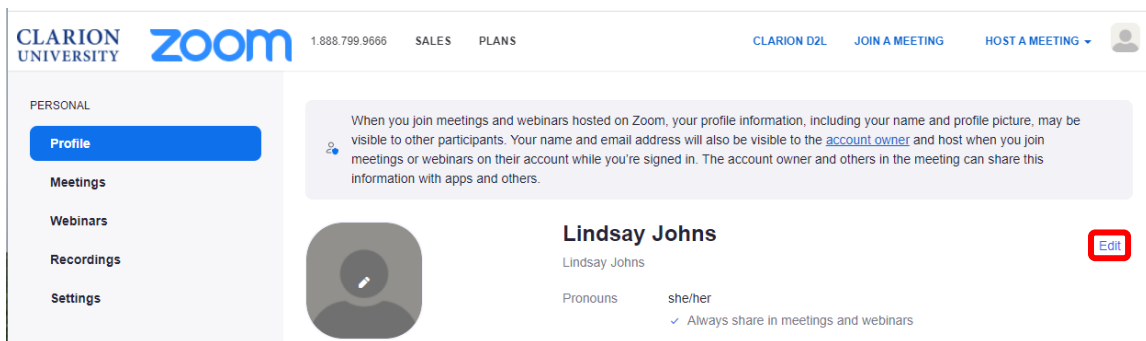 CLARION
UNIVERSITY
zoom
1.888.799.9666 SALES PLANS
CLARION D2L JOIN A MEETING HOST A MEETING
PERSONAL
Profile
Meetings
Webinars
Recordings
Settings
When you join meetings and webinars hosted on Zoom, your profile information, including your name and profile picture, may be
visible to other participants. Your name and email address will also be visible to the account owner and host when you join
meetings or webinars on their account while you're signed in. The account owner and others in the meeting can share this
information with apps and others.
Lindsay Johns
Edit
Lindsay Johns
Pronouns she/her
Always share in meetings and webinars